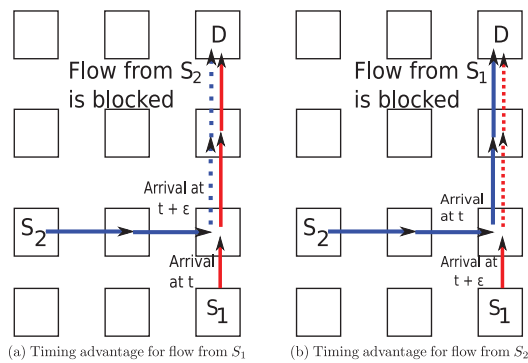 D
Flow from S2
is blocked
Arrival at
t + ε
S2
Arrival
at t
S1
(a) Timing advantage for flow from S1
D
Flow from S1
is blocked
Arrival
at t
S2
Arrival at
t + ε
S1
(b) Timing advantage for flow from S2